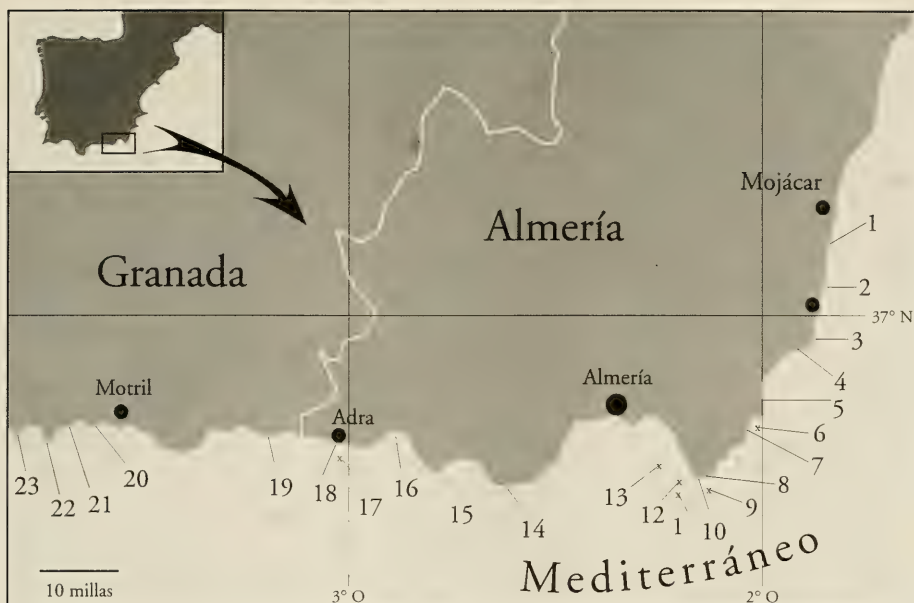 Mojácar
1
Almería
Granada
2
37° N
3
4
Motril
Almería
5
Adra
6
7
23
22
21
20
19
18
17
16
15
14
13
12
1
10
9
8
Mediterráneo
10 millas
3° O
2° O